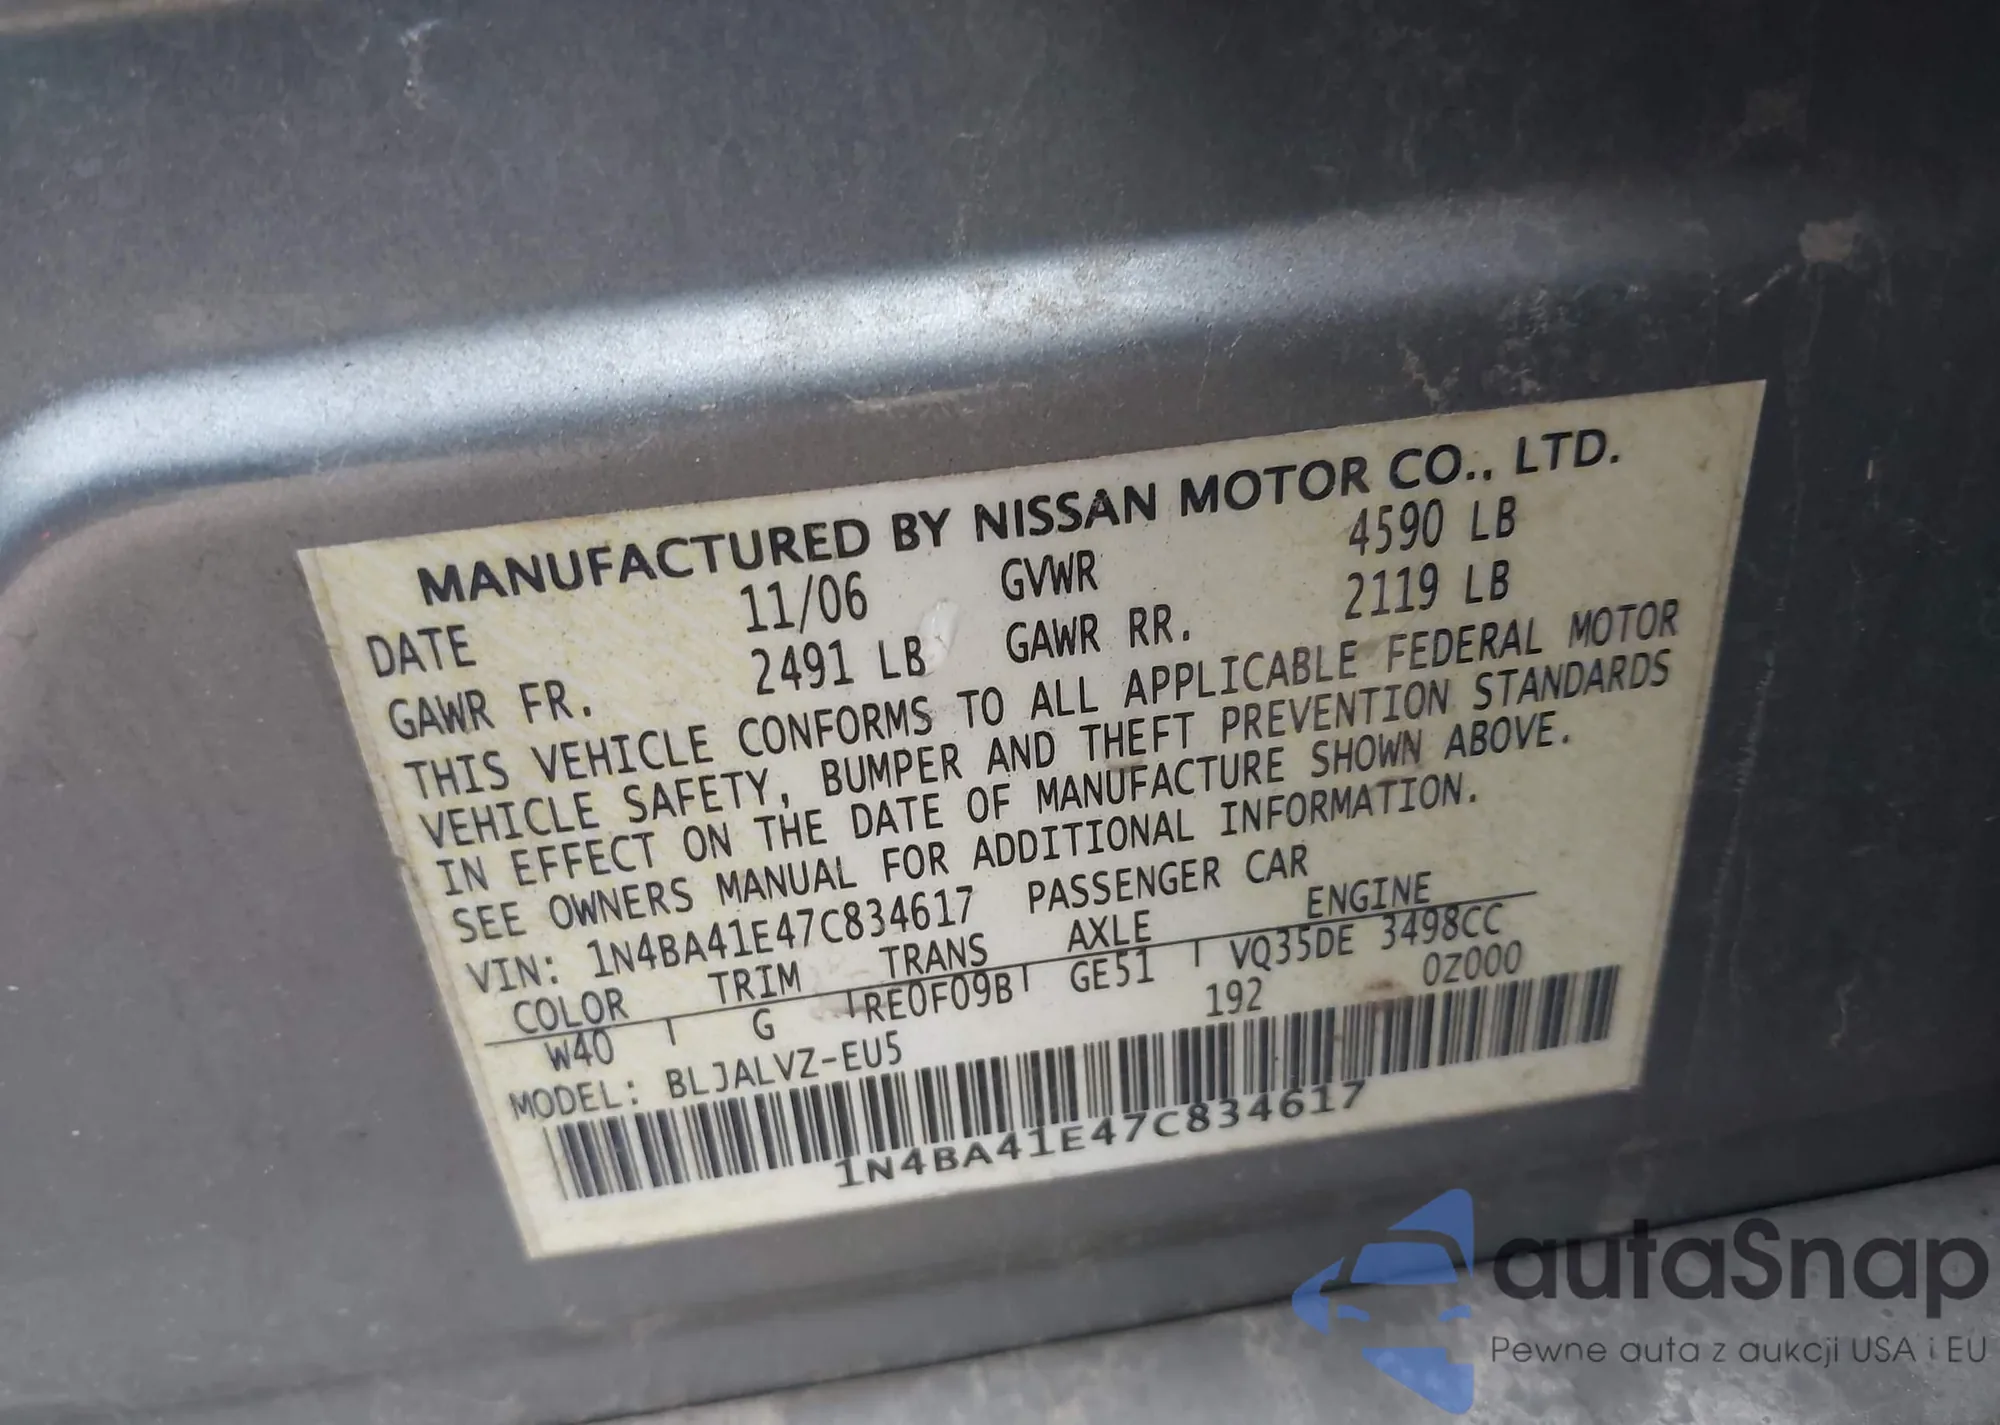 MANUFACTURED BY NISSAN MOTOR CO., LTD.
DATE 11/06 GVWR 4590 LB
GAWR FR. 2491 LB GAWR RR. 2119 LB
THIS VEHICLE CONFORMS TO ALL APPLICABLE FEDERAL MOTOR
VEHICLE SAFETY, BUMPER AND THEFT PREVENTION STANDARDS
IN EFFECT ON THE DATE OF MANUFACTURE SHOWN ABOVE.
SEE OWNERS MANUAL FOR ADDITIONAL INFORMATION.
VIN: 1N4BA41E47C834617 PASSENGER CAR
COLOR TRIM TRANS AXLE ENGINE
W40 G RE0F09B GE51 VQ35DE 3498CC
MODEL: BLJALVZ-EU5 192 0Z000
1N4BA41E47C834617
autaSnap
Pewne auta z aukcji USA i EU